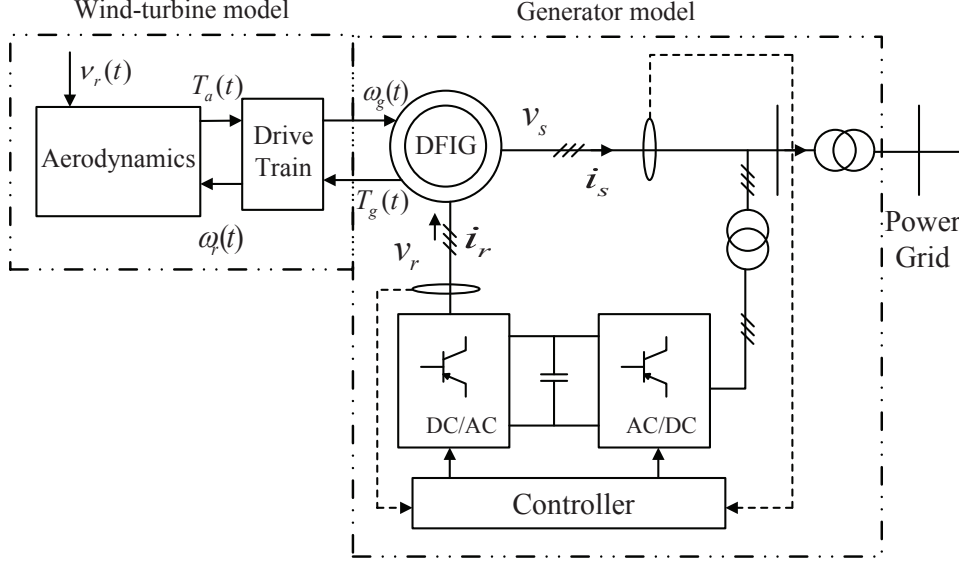 Wind-turbine model
Generator model
ν_r(t)
T_a(t)
ω_g(t)
Aerodynamics
Drive
Train
DFIG
v_s
i_s
T_g(t)
ω_r(t)
v_r
i_r
Power
Grid
DC/AC
AC/DC
Controller